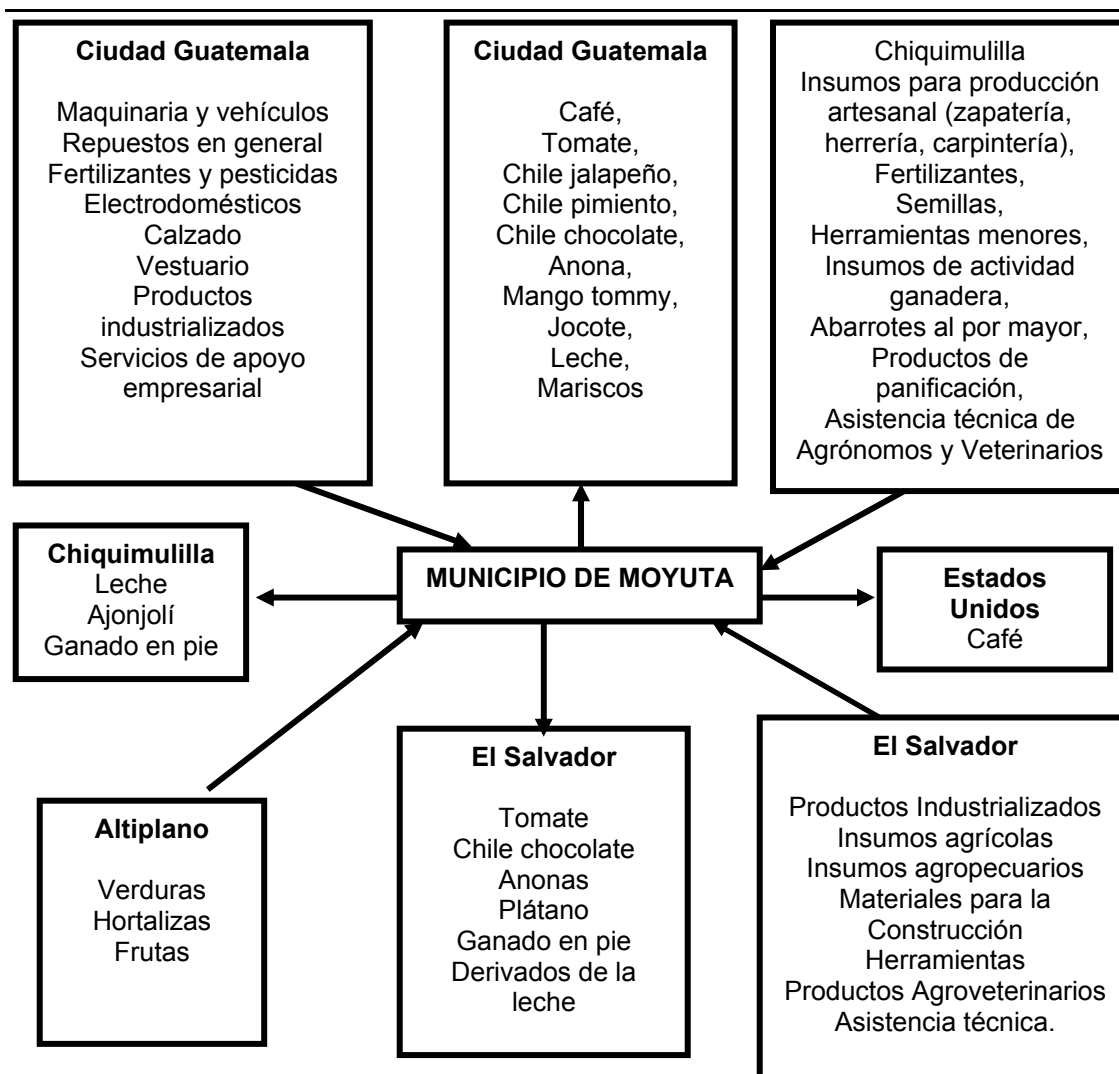 Ciudad Guatemala
Maquinaria y vehículos
Repuestos en general
Fertilizantes y pesticidas
Electrodomésticos
Calzado
Vestuario
Productos
industrializados
Servicios de apoyo
empresarial
Ciudad Guatemala
Café,
Tomate,
Chile jalapeño,
Chile pimiento,
Chile chocolate,
Anona,
Mango tommy,
Jocote,
Leche,
Mariscos
Chiquimulilla
Insumos para producción
artesanal (zapatería,
herrería, carpintería),
Fertilizantes,
Semillas,
Herramientas menores,
Insumos de actividad
ganadera,
Abarrotes al por mayor,
Productos de
panificación,
Asistencia técnica de
Agrónomos y Veterinarios
Chiquimulilla
Leche
Ajonjolí
Ganado en pie
MUNICIPIO DE MOYUTA
Estados
Unidos
Café
Altiplano
Verduras
Hortalizas
Frutas
El Salvador
Tomate
Chile chocolate
Anonas
Plátano
Ganado en pie
Derivados de la
leche
El Salvador
Productos Industrializados
Insumos agrícolas
Insumos agropecuarios
Materiales para la
Construcción
Herramientas
Productos Agroveterinarios
Asistencia técnica.